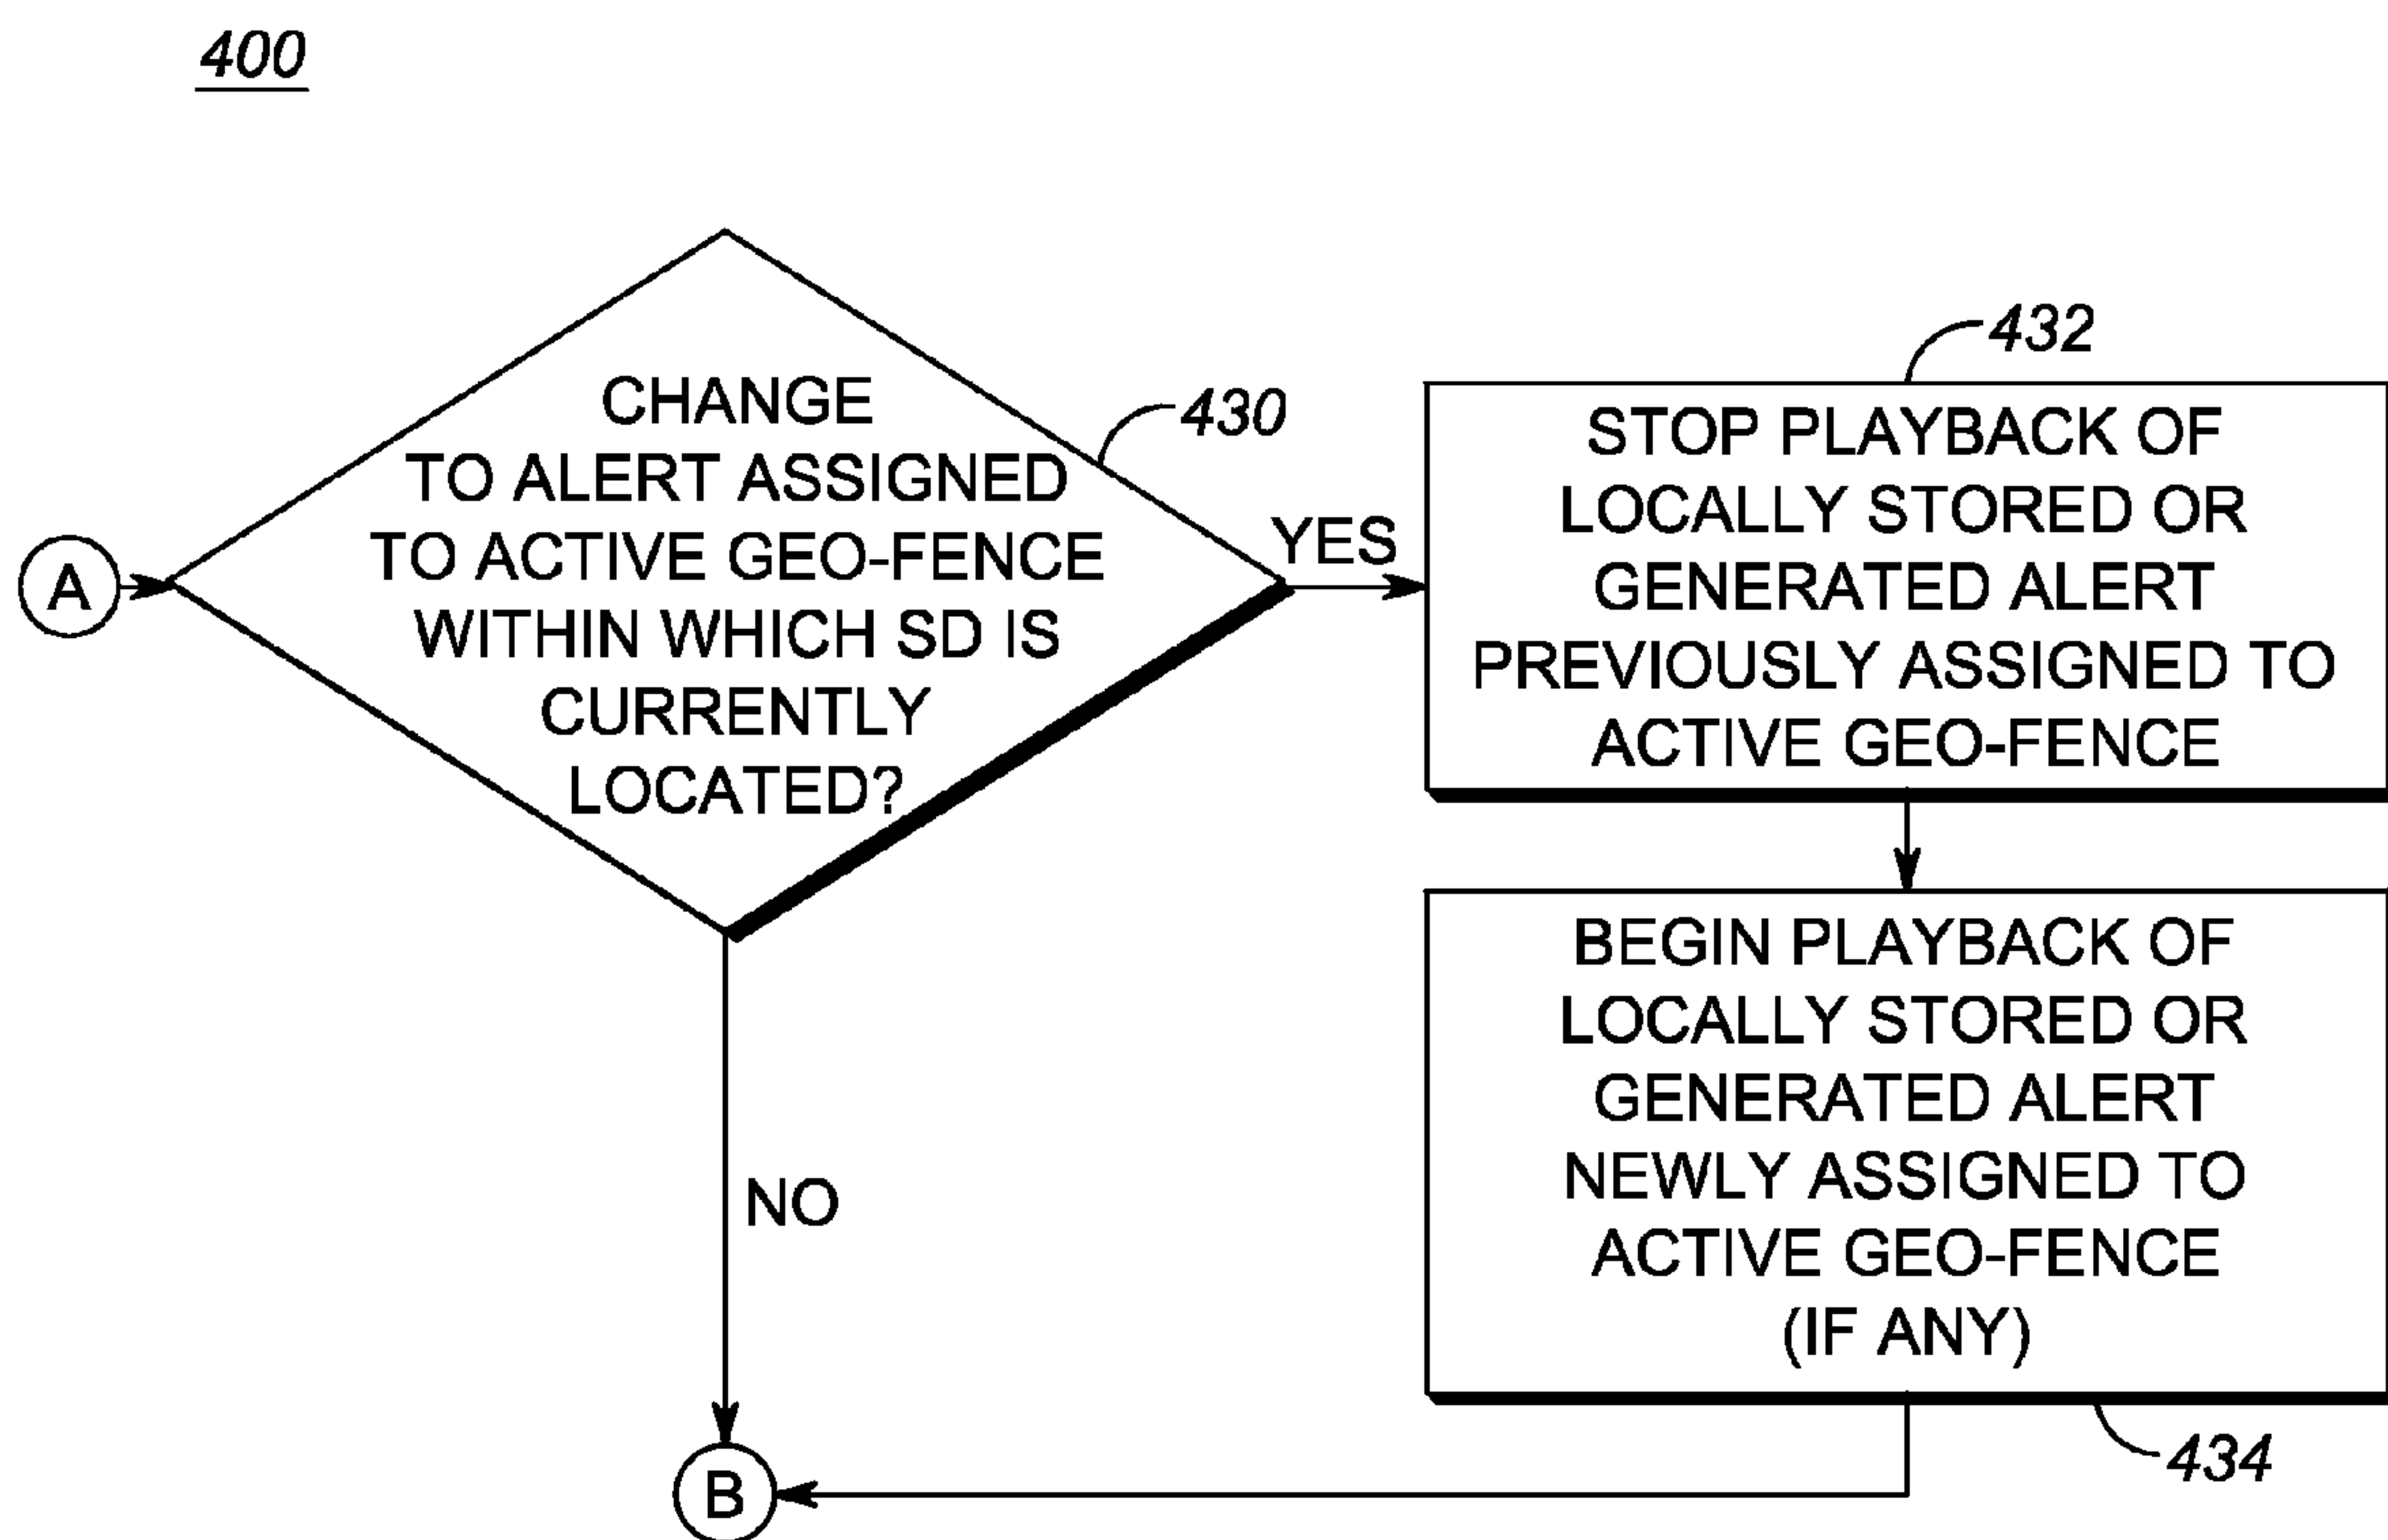 400
CHANGE
TO ALERT ASSIGNED
TO ACTIVE GEO-FENCE
WITHIN WHICH SD IS
CURRENTLY
LOCATED?
430
A
YES
NO
B
432
STOP PLAYBACK OF
LOCALLY STORED OR
GENERATED ALERT
PREVIOUSLY ASSIGNED TO
ACTIVE GEO-FENCE
BEGIN PLAYBACK OF
LOCALLY STORED OR
GENERATED ALERT
NEWLY ASSIGNED TO
ACTIVE GEO-FENCE
(IF ANY)
434